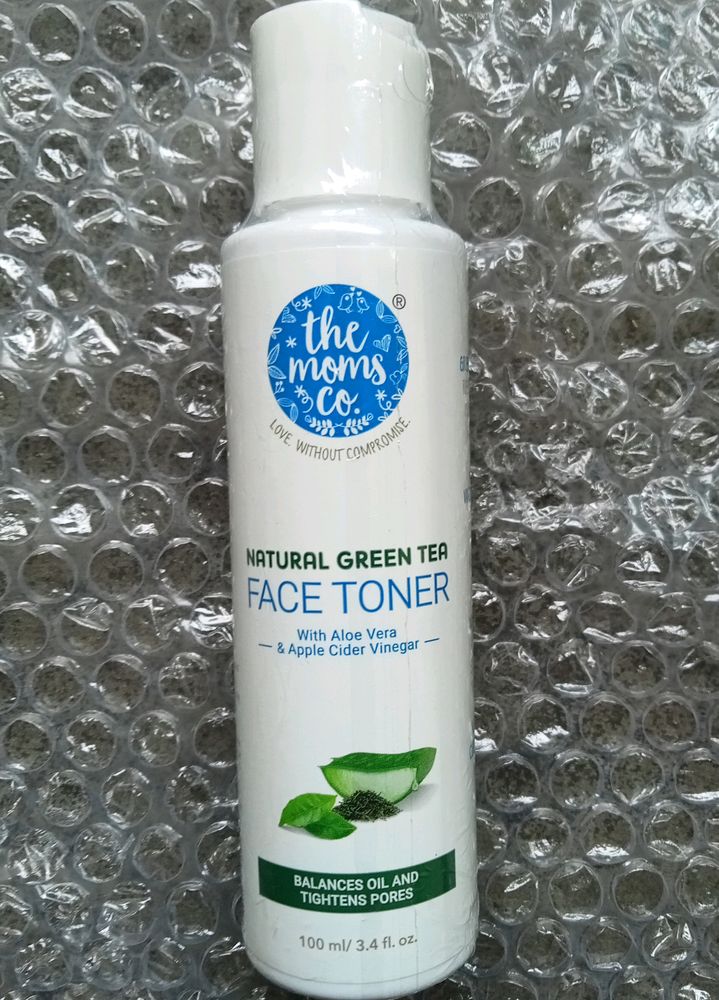 ®
the
moms
co.
LOVE. WITHOUT COMPROMISE.
NATURAL GREEN TEA
FACE TONER
With Aloe Vera
& Apple Cider Vinegar
BALANCES OIL AND
TIGHTENS PORES
100 ml/ 3.4 fl. oz.